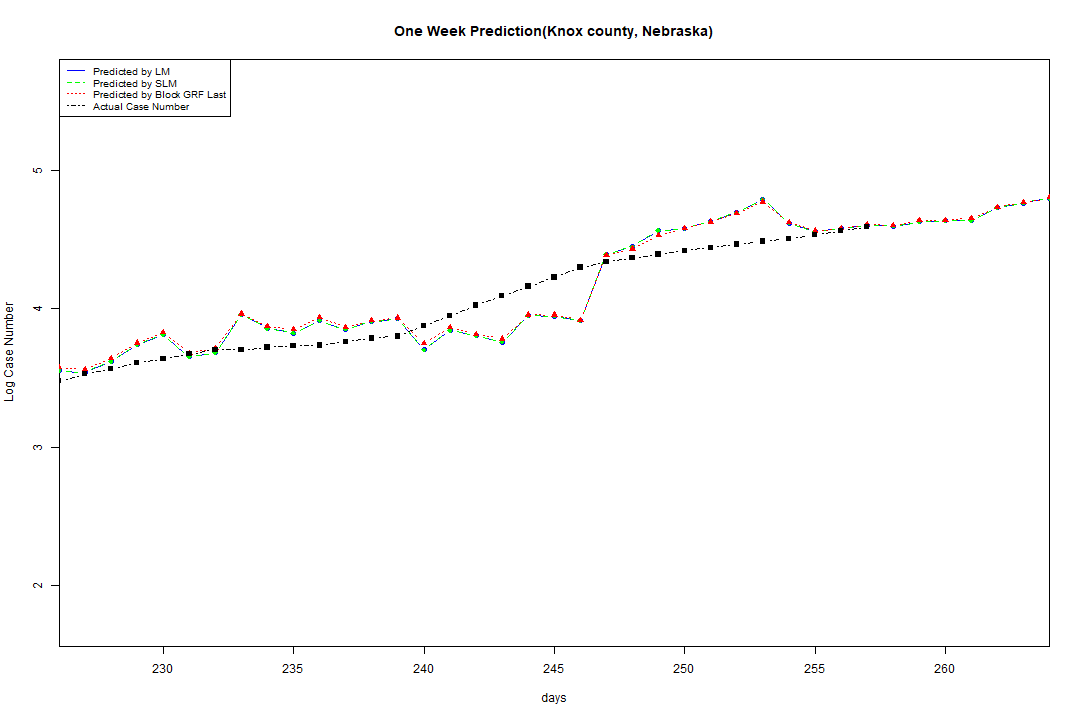 One Week Prediction(Knox county, Nebraska)
Predicted by LM
Predicted by SLM
Predicted by Block GRF Last
Actual Case Number
5
4
3
2
Log Case Number
230 235 240 245 250 255 260
days